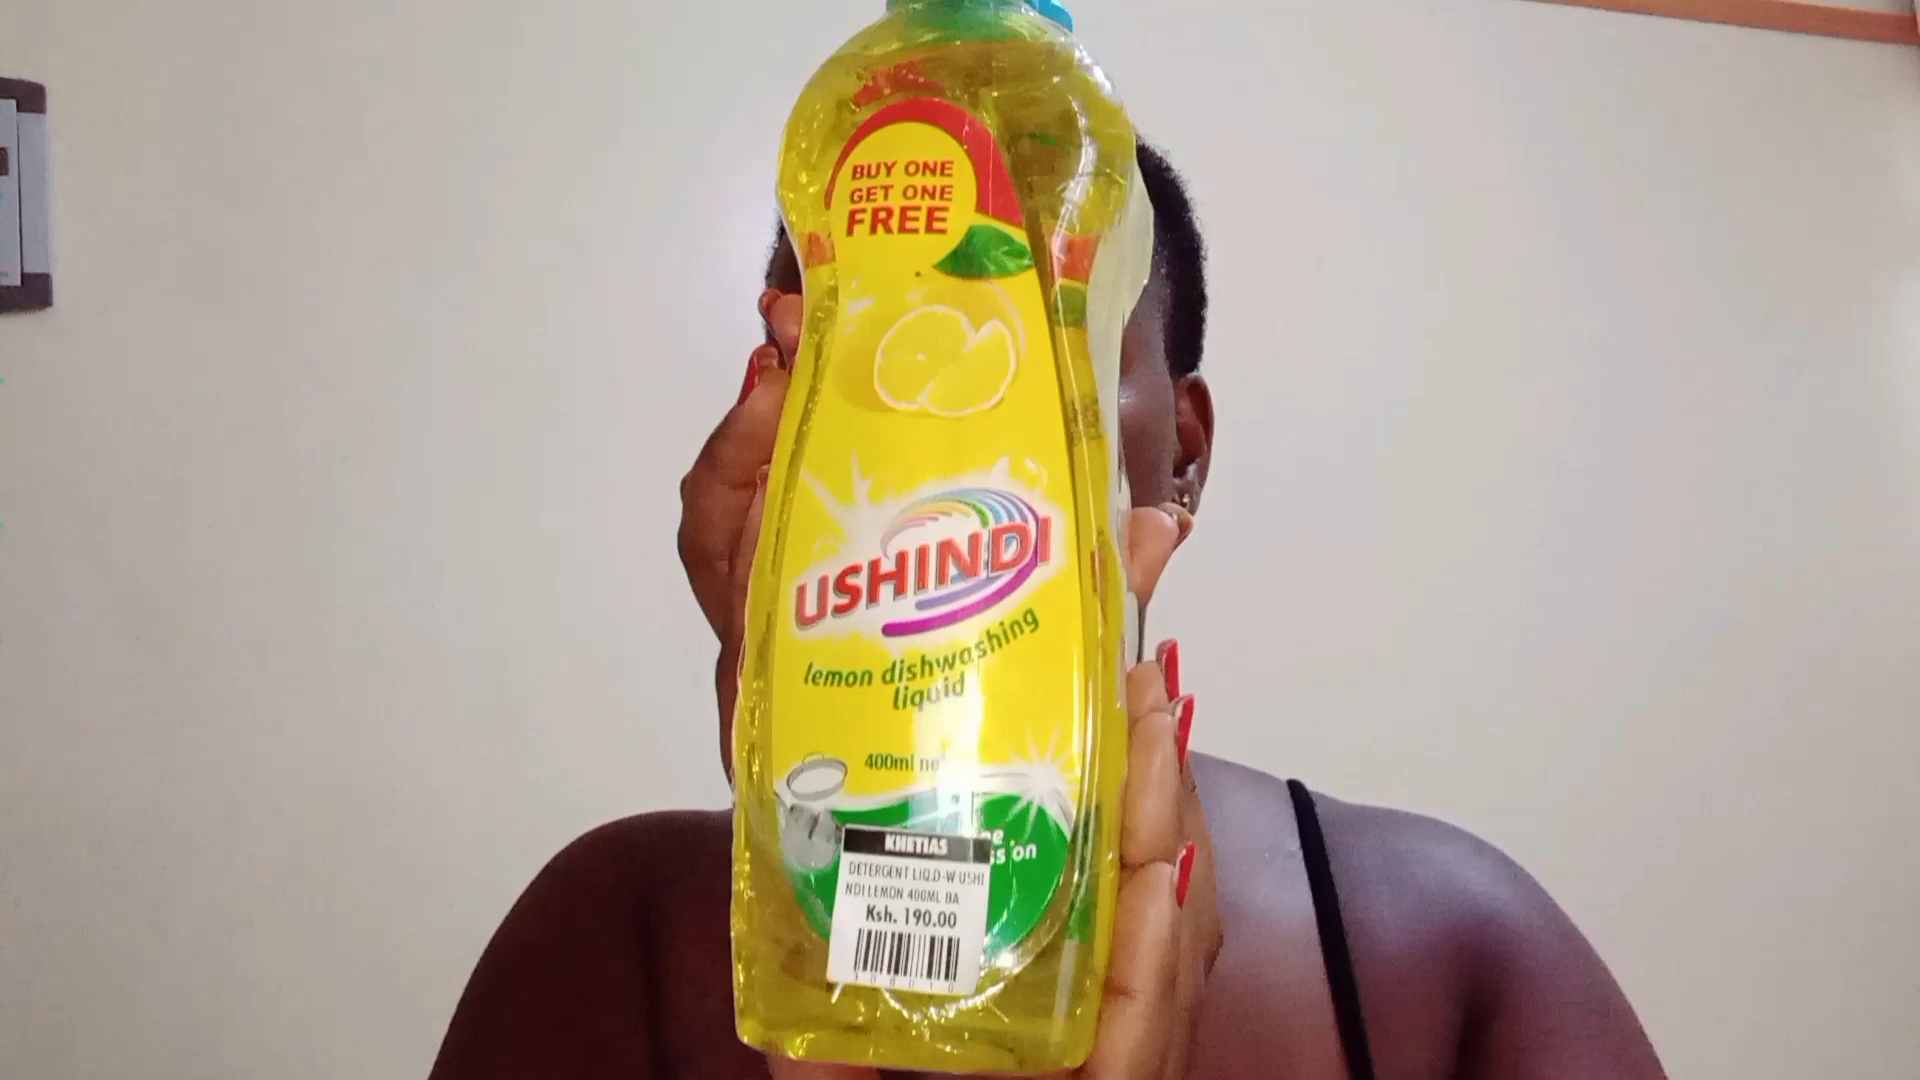 BUY ONE
GET ONE
FREE
USHINDI
lemon dishwashing
liquid
400ml
KHETIAS
DETERGENT LIQ.D-W USHI
NDI LEMON 400ML BA
Ksh. 190.00